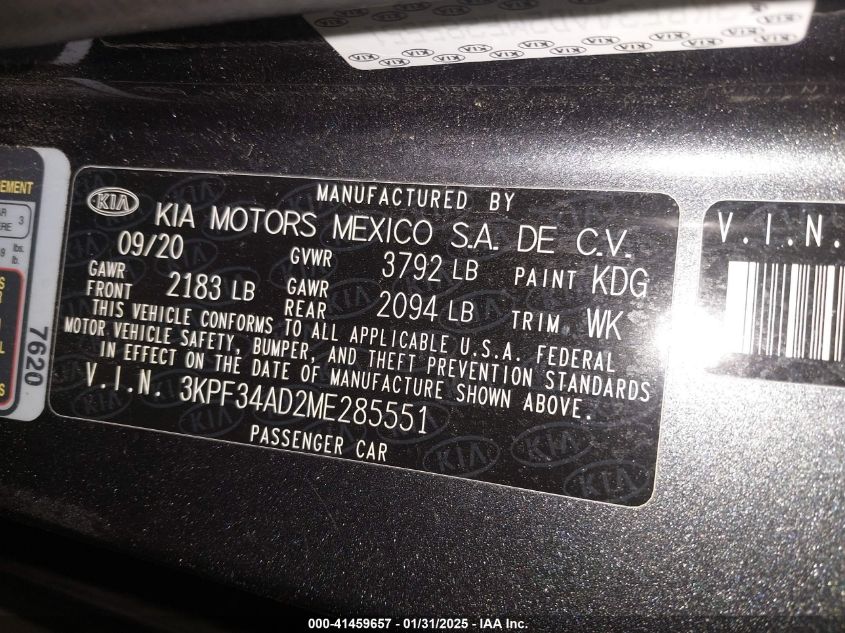 MANUFACTURED BY
KIA KIA MOTORS MEXICO S.A. DE C.V.
09/20 GVWR 3792 LB PAINT KDG
GAWR FRONT 2183 LB GAWR REAR 2094 LB TRIM WK
THIS VEHICLE CONFORMS TO ALL APPLICABLE U.S.A. FEDERAL
MOTOR VEHICLE SAFETY, BUMPER, AND THEFT PREVENTION STANDARDS
IN EFFECT ON THE DATE OF MANUFACTURE SHOWN ABOVE.
V.I.N. 3KPF34AD2ME285551
PASSENGER CAR
V.I.N.
7620
000-41459657 - 01/31/2025 - IAA Inc.